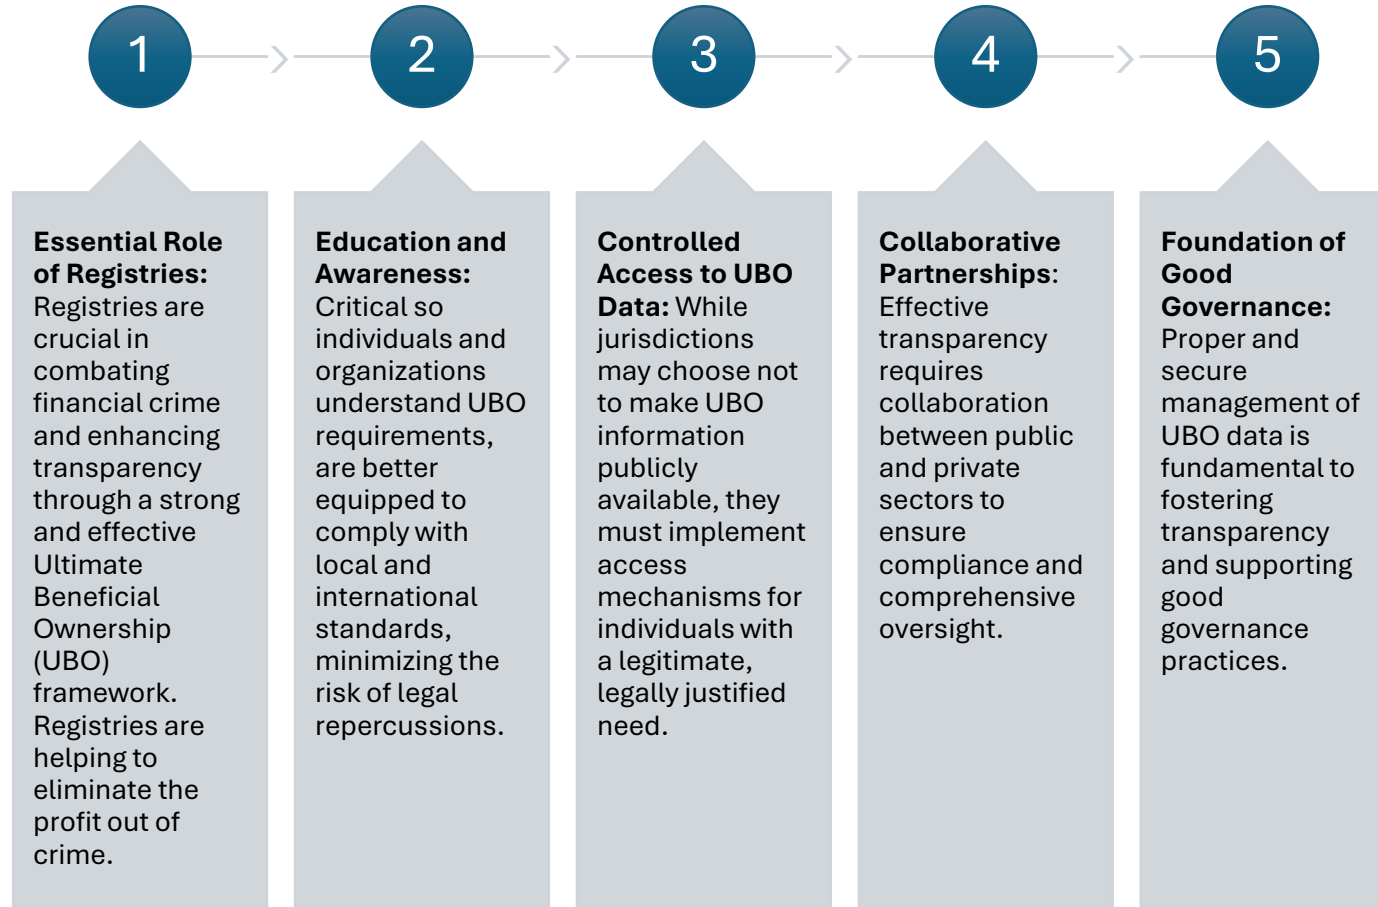 1
2
3
4
5
Essential Role
of Registries:
Registries are
crucial in
combating
financial crime
and enhancing
transparency
through a strong
and effective
Ultimate
Beneficial
Ownership
(UBO)
framework.
Registries are
helping to
eliminate the
profit out of
crime.
Education and
Awareness:
Critical so
individuals and
organizations
understand UBO
requirements,
are better
equipped to
comply with
local and
international
standards,
minimizing the
risk of legal
repercussions.
Controlled
Access to UBO
Data: While
jurisdictions
may choose not
to make UBO
information
publicly
available, they
must implement
access
mechanisms for
individuals with
a legitimate,
legally justified
need.
Collaborative
Partnerships:
Effective
transparency
requires
collaboration
between public
and private
sectors to
ensure
compliance and
comprehensive
oversight.
Foundation of
Good
Governance:
Proper and
secure
management of
UBO data is
fundamental to
fostering
transparency
and supporting
good
governance
practices.